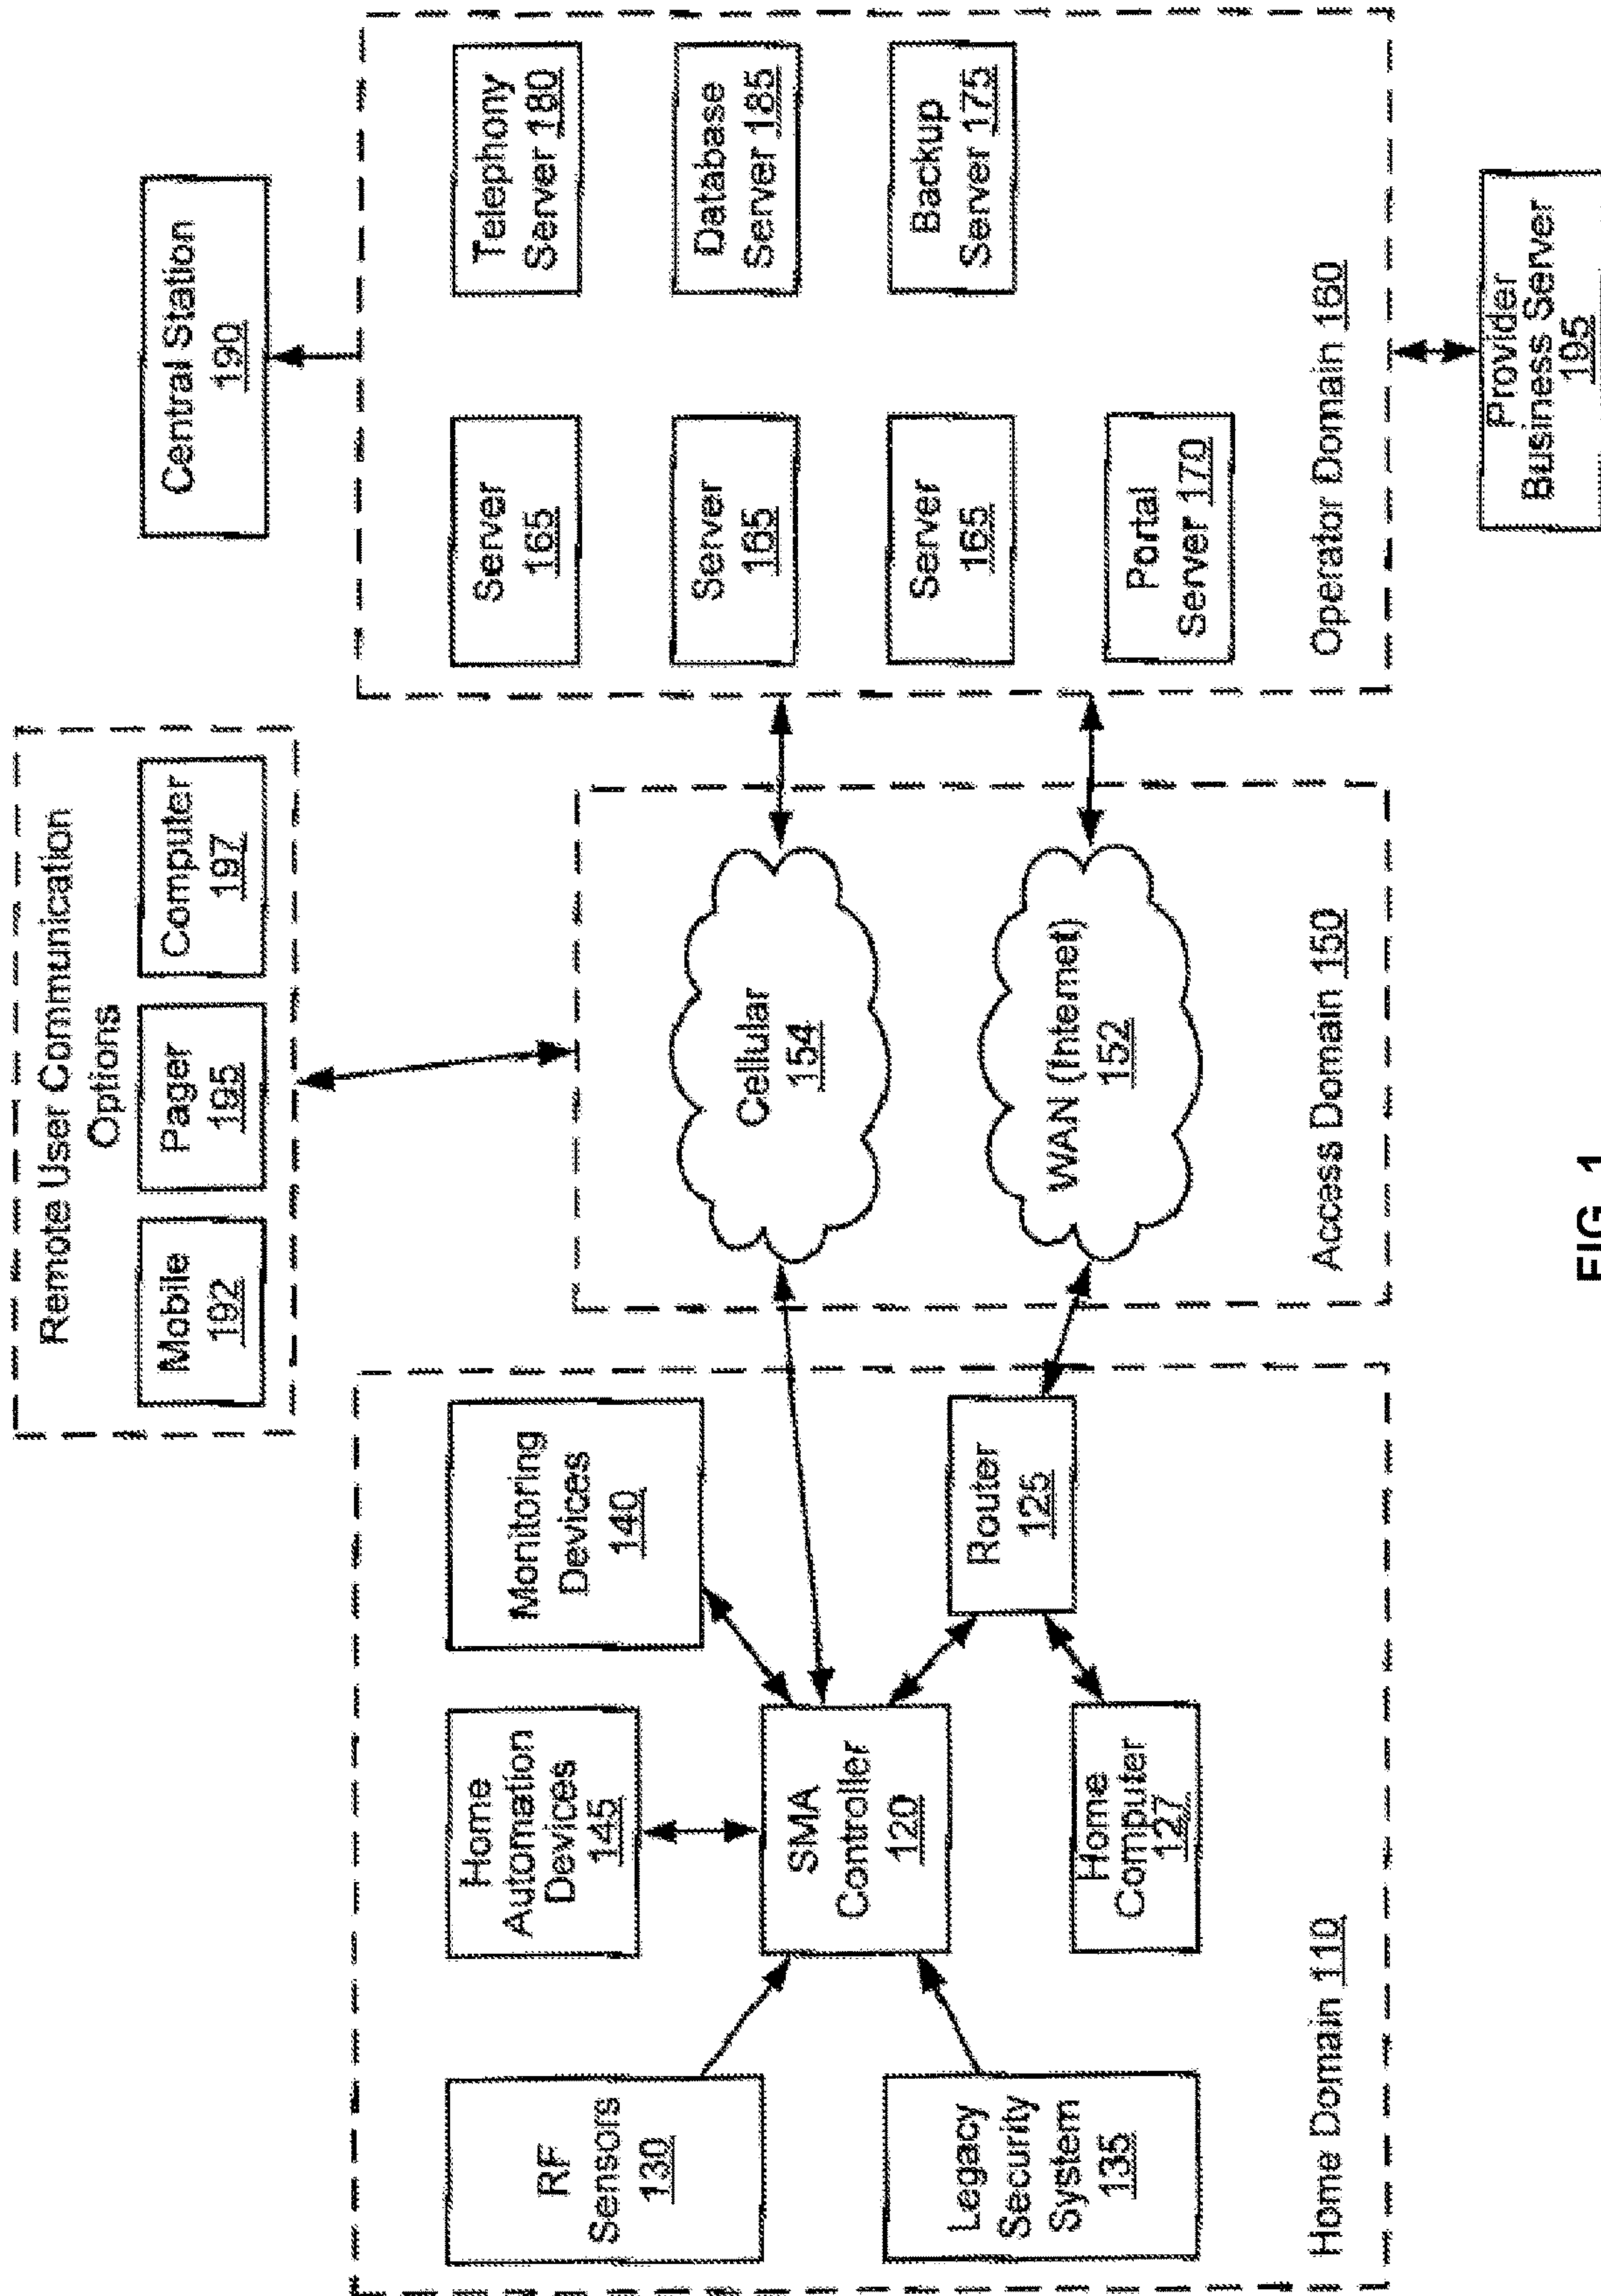 Remote User Communication
Options
Mobile
192
Pager
195
Computer
197
Central Station
190
RF
Sensors
130
Legacy
Security
System
135
Home
Automation
Devices
145
Monitoring
Devices
140
SMA
Controller
120
Router
125
Home
Computer
127
Home Domain 110
Cellular
154
WAN (Internet)
152
Access Domain 150
Server
165
Server
165
Server
165
Portal
Server 170
Telephony
Server 180
Database
Server 185
Backup
Server 175
Operator Domain 160
Provider
Business Server
195
FIG. 1